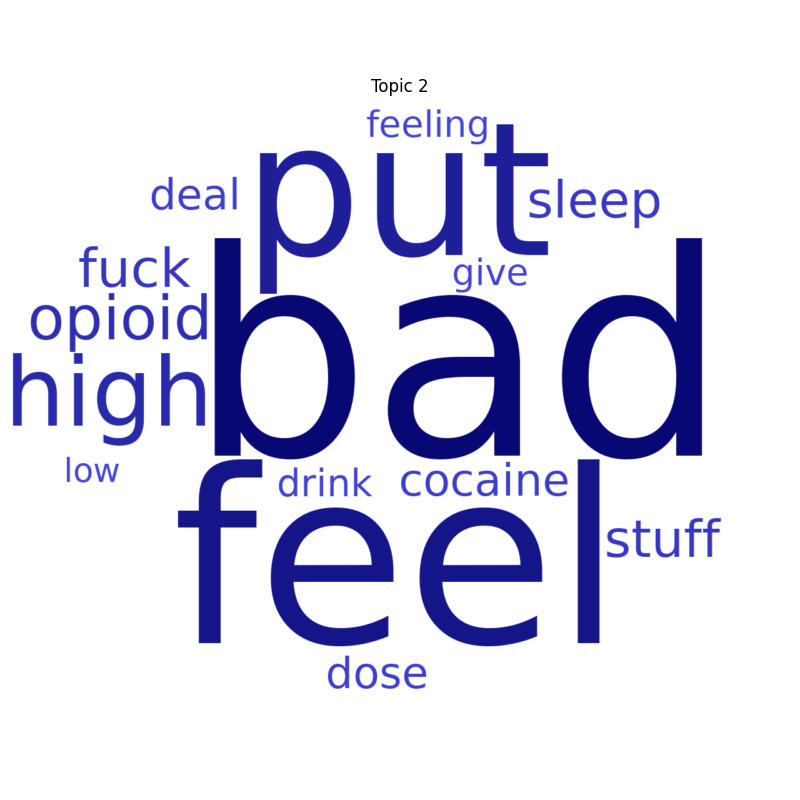 Topic 2
feeling
put
deal
sleep
fuck
give
opioid
bad
high
low
drink
cocaine
feel
stuff
dose